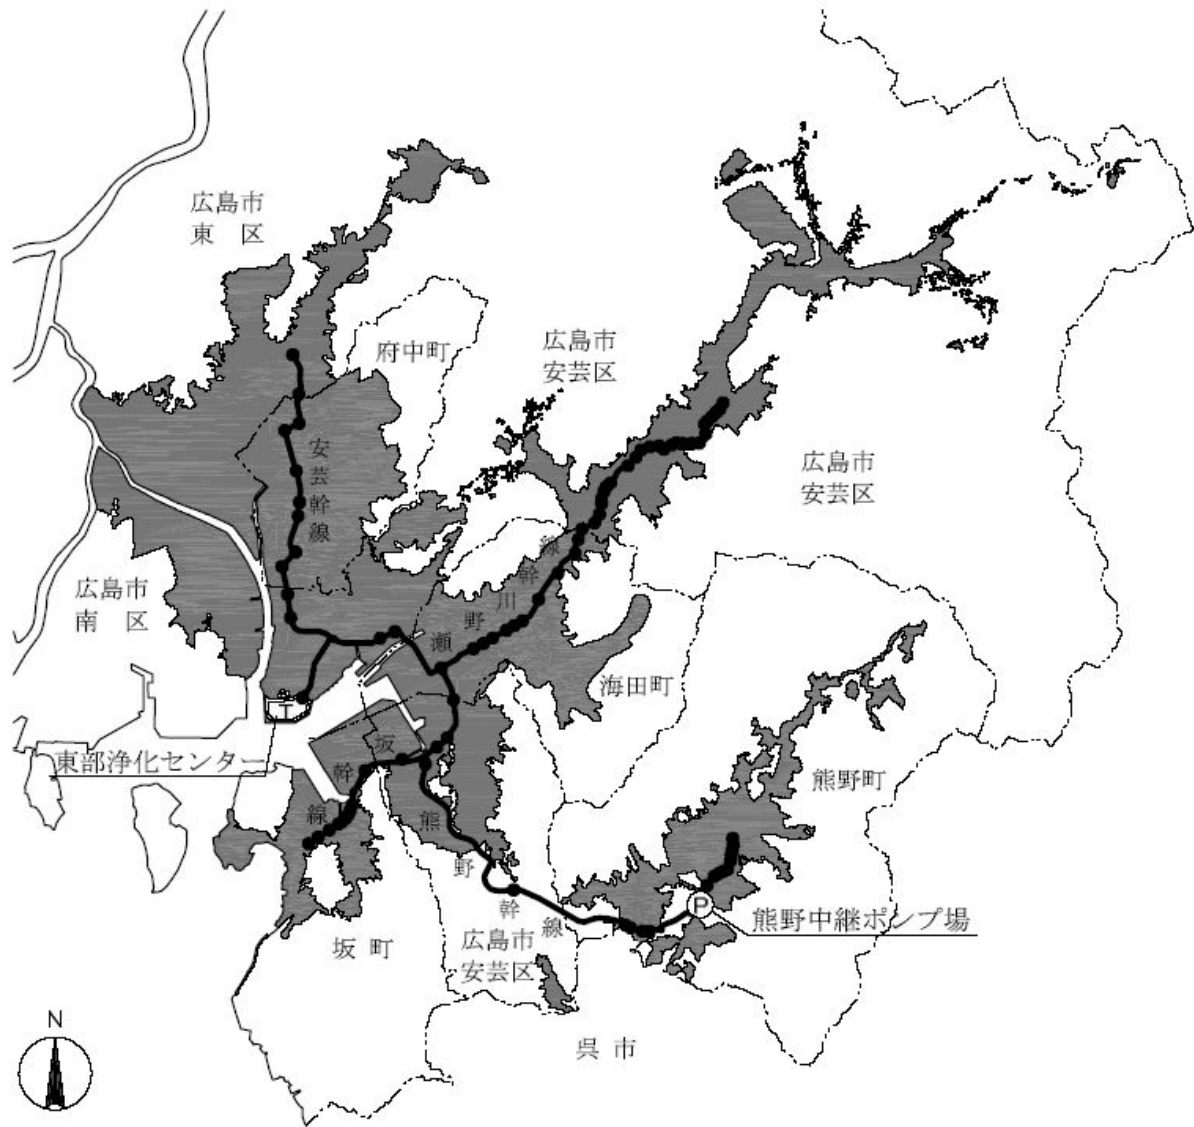 広島市
東 区
府中町
広島市
安芸区
広島市
安芸区
安芸幹線
広島市
南 区
瀬野川幹線
海田町
T
東部浄化センター
坂幹線
熊野町
熊野幹線
P
熊野中継ポンプ場
坂 町
広島市
安芸区
呉 市
N